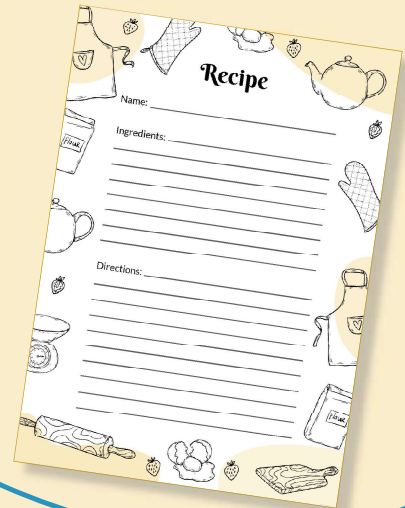 Recipe
Name:
Ingredients:
Directions:
Flour
Flour